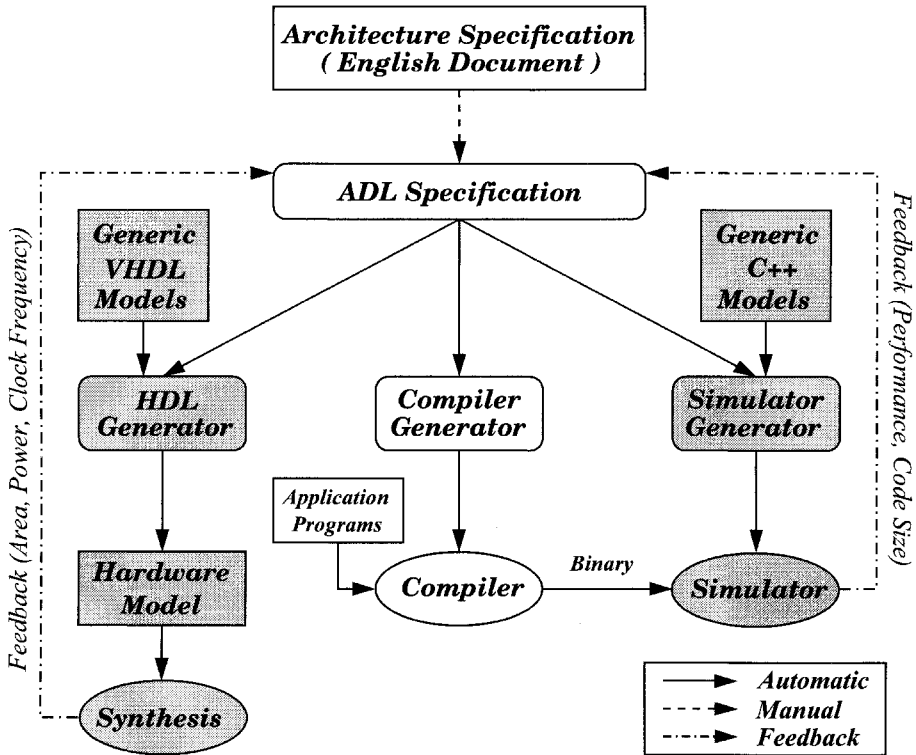 Architecture Specification
( English Document )
ADL Specification
Generic
VHDL
Models
Generic
C++
Models
HDL
Generator
Compiler
Generator
Simulator
Generator
Application
Programs
Hardware
Model
Compiler
Binary
Simulator
Synthesis
Feedback (Area, Power, Clock Frequency)
Feedback (Performance, Code Size)
Automatic
Manual
Feedback